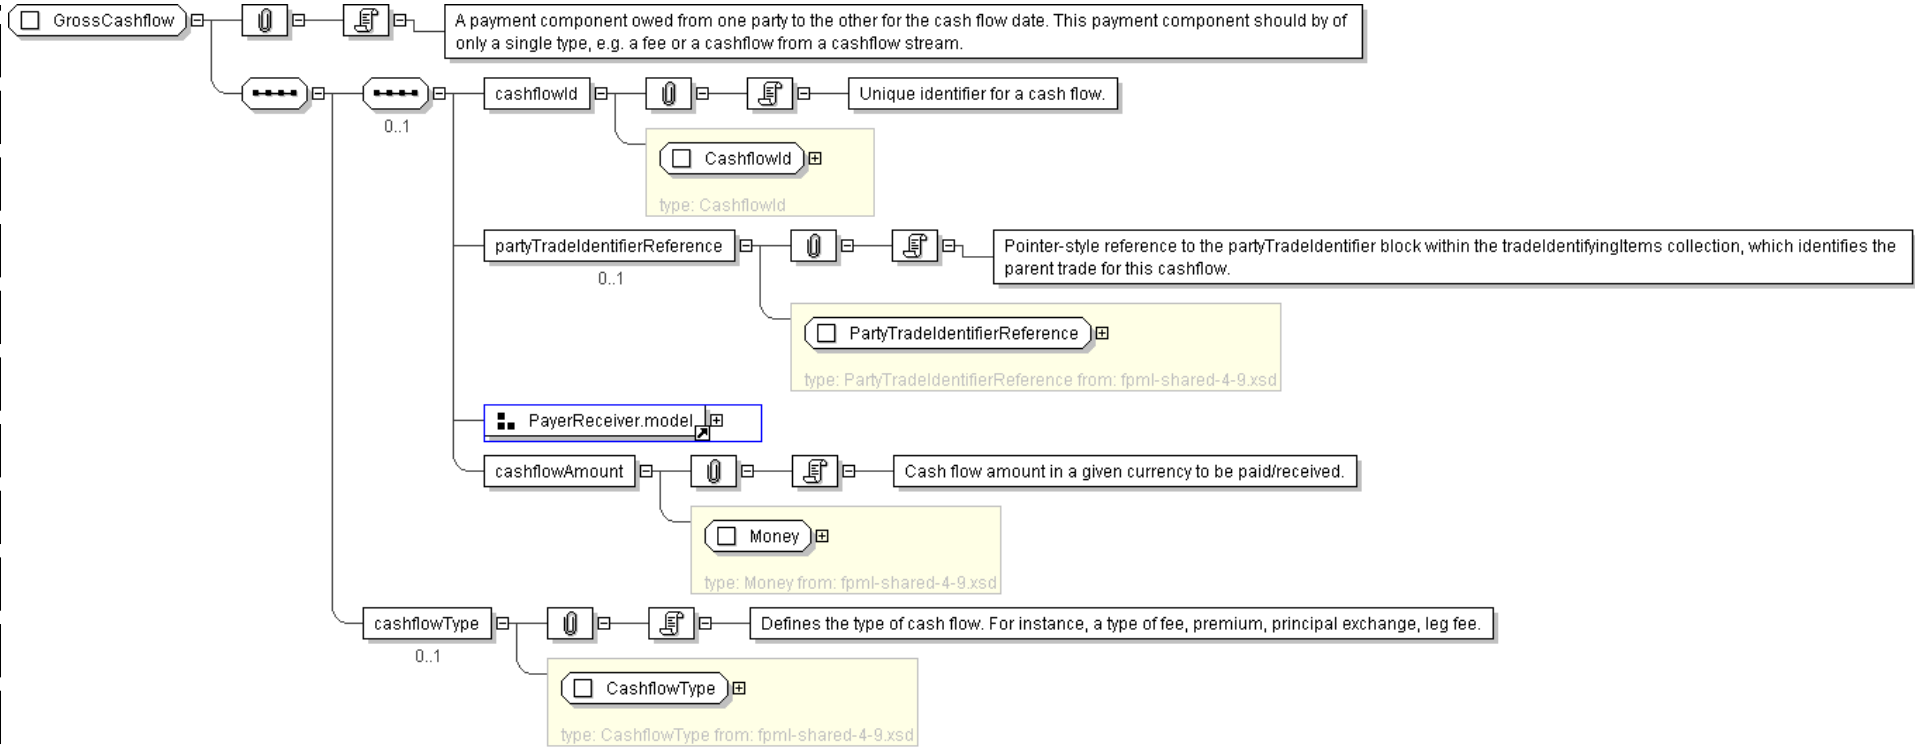 GrossCashflow
A payment component owed from one party to the other for the cash flow date. This payment component should by of
only a single type, e.g. a fee or a cashflow from a cashflow stream.
0..1
cashflowId
Unique identifier for a cash flow.
CashflowId
type: CashflowId
partyTradeIdentifierReference
0..1
Pointer-style reference to the partyTradeIdentifier block within the tradeIdentifyingItems collection, which identifies the
parent trade for this cashflow.
PartyTradeIdentifierReference
type: PartyTradeIdentifierReference from: fpml-shared-4-9.xsd
PayerReceiver.model
cashflowAmount
Cash flow amount in a given currency to be paid/received.
Money
type: Money from: fpml-shared-4-9.xsd
cashflowType
0..1
Defines the type of cash flow. For instance, a type of fee, premium, principal exchange, leg fee.
CashflowType
type: CashflowType from: fpml-shared-4-9.xsd